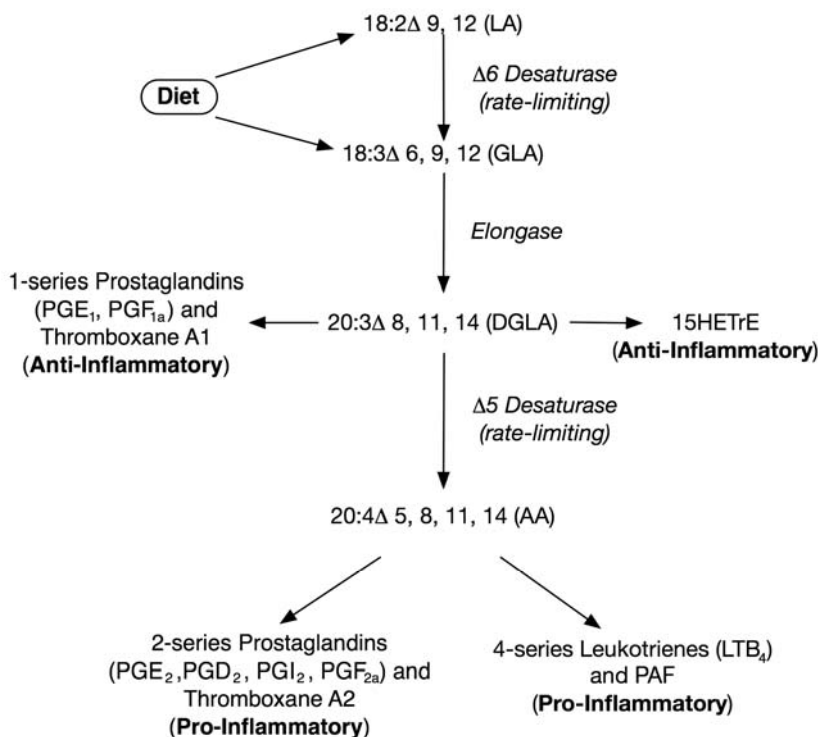 18:2Δ 9, 12 (LA)
Δ6 Desaturase
(rate-limiting)
Diet
18:3Δ 6, 9, 12 (GLA)
Elongase
1-series Prostaglandins
(PGE₁, PGF₁ₐ) and
Thromboxane A1
(Anti-Inflammatory)
20:3Δ 8, 11, 14 (DGLA)
15HETrE
(Anti-Inflammatory)
Δ5 Desaturase
(rate-limiting)
20:4Δ 5, 8, 11, 14 (AA)
2-series Prostaglandins
(PGE₂,PGD₂, PGI₂, PGF₂ₐ) and
Thromboxane A2
(Pro-Inflammatory)
4-series Leukotrienes (LTB₄)
and PAF
(Pro-Inflammatory)